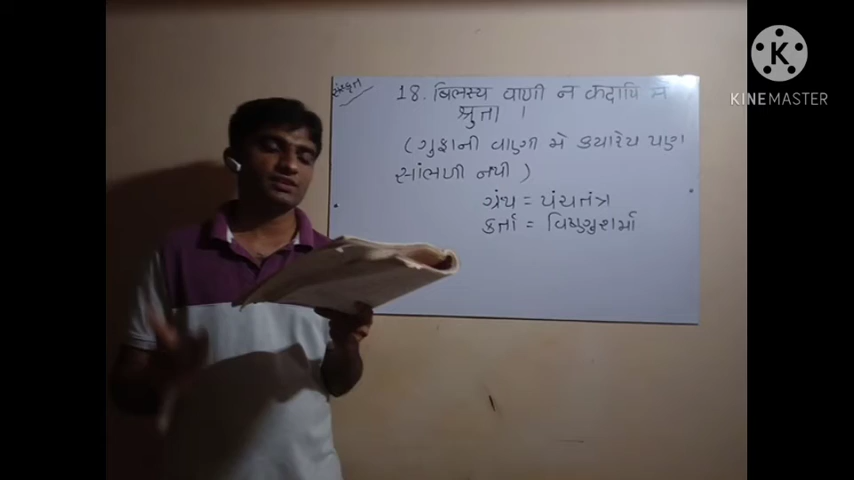 સંસ્કૃત
18. बिलस्य वाणी न कदापि मे
श्रुता ।
(ગુફાની વાણી મેં ક્યારેય પણ
સાંભળી નથી)
ગ્રંથ = પંચતંત્ર
કર્તા = વિષ્ણુશર્મા
KINEMASTER